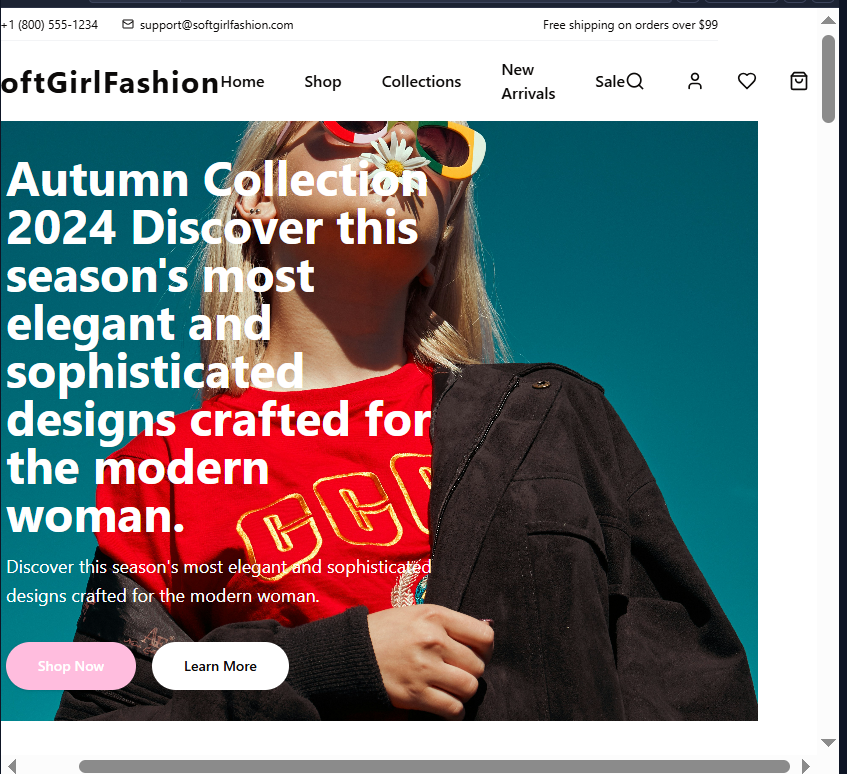 +1 (800) 555-1234 support@softgirlfashion.com Free shipping on orders over $99
oftGirlFashion Home Shop Collections New Arrivals Sale
Autumn Collection
2024 Discover this
season's most
elegant and
sophisticated
designs crafted for
the modern
woman.
Discover this season's most elegant and sophisticated
designs crafted for the modern woman.
Shop Now Learn More